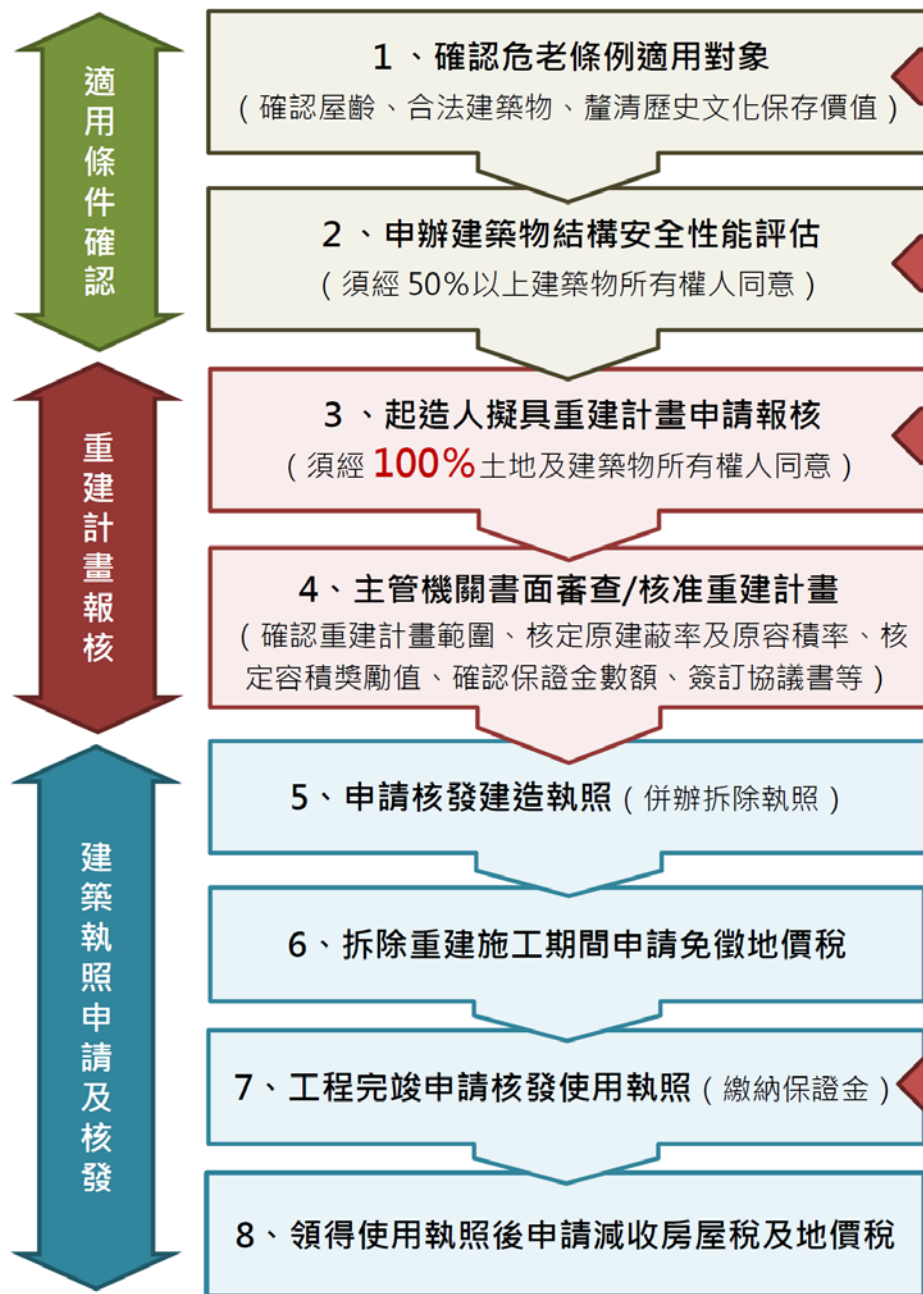 適用條件確認
1、確認危老條例適用對象
（確認屋齡、合法建築物、釐清歷史文化保存價值）
2、申辦建築物結構安全性能評估
（須經 50%以上建築物所有權人同意）
重建計畫報核
3、起造人擬具重建計畫申請報核
（須經 100%土地及建築物所有權人同意）
4、主管機關書面審查/核准重建計畫
（確認重建計畫範圍、核定原建蔽率及原容積率、核
定容積獎勵值、確認保證金數額、簽訂協議書等）
建築執照申請及核發
5、申請核發建造執照（併辦拆除執照）
6、拆除重建施工期間申請免徵地價稅
7、工程完竣申請核發使用執照（繳納保證金）
8、領得使用執照後申請減收房屋稅及地價稅